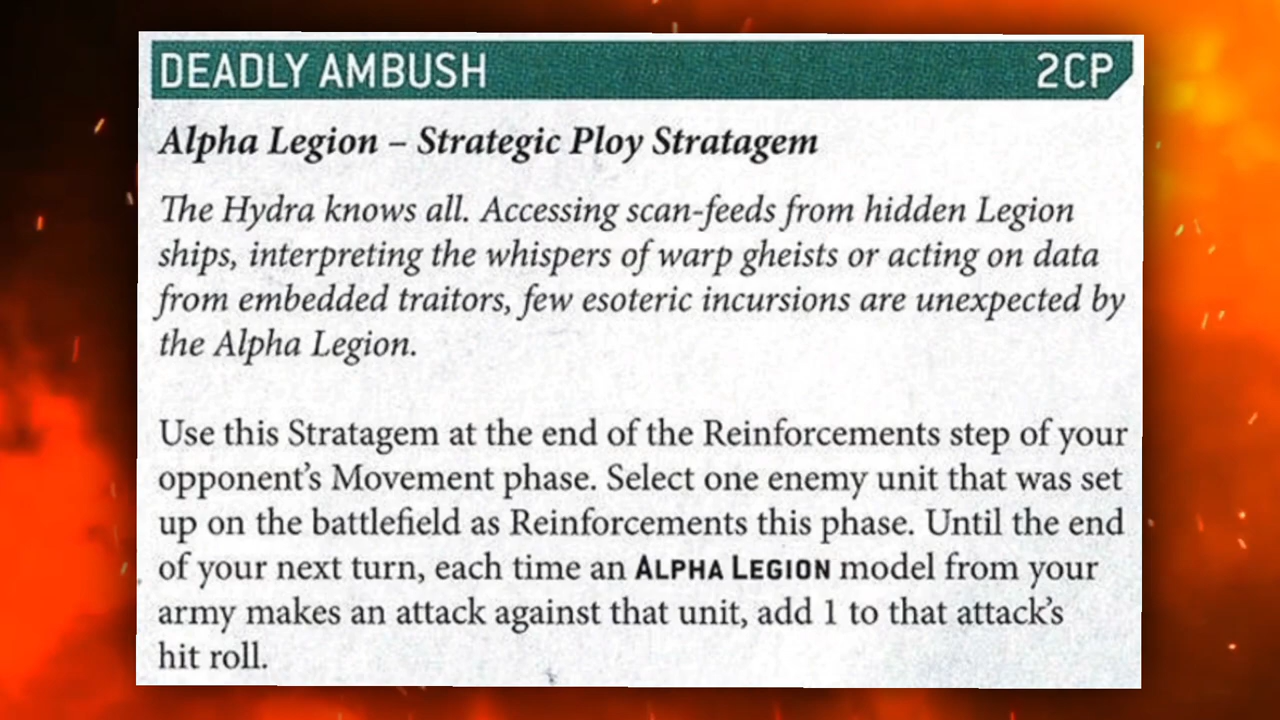 DEADLY AMBUSH 2CP
Alpha Legion – Strategic Ploy Stratagem
The Hydra knows all. Accessing scan-feeds from hidden Legion
ships, interpreting the whispers of warp gheists or acting on data
from embedded traitors, few esoteric incursions are unexpected by
the Alpha Legion.
Use this Stratagem at the end of the Reinforcements step of your
opponent's Movement phase. Select one enemy unit that was set
up on the battlefield as Reinforcements this phase. Until the end
of your next turn, each time an ALPHA LEGION model from your
army makes an attack against that unit, add 1 to that attack's
hit roll.